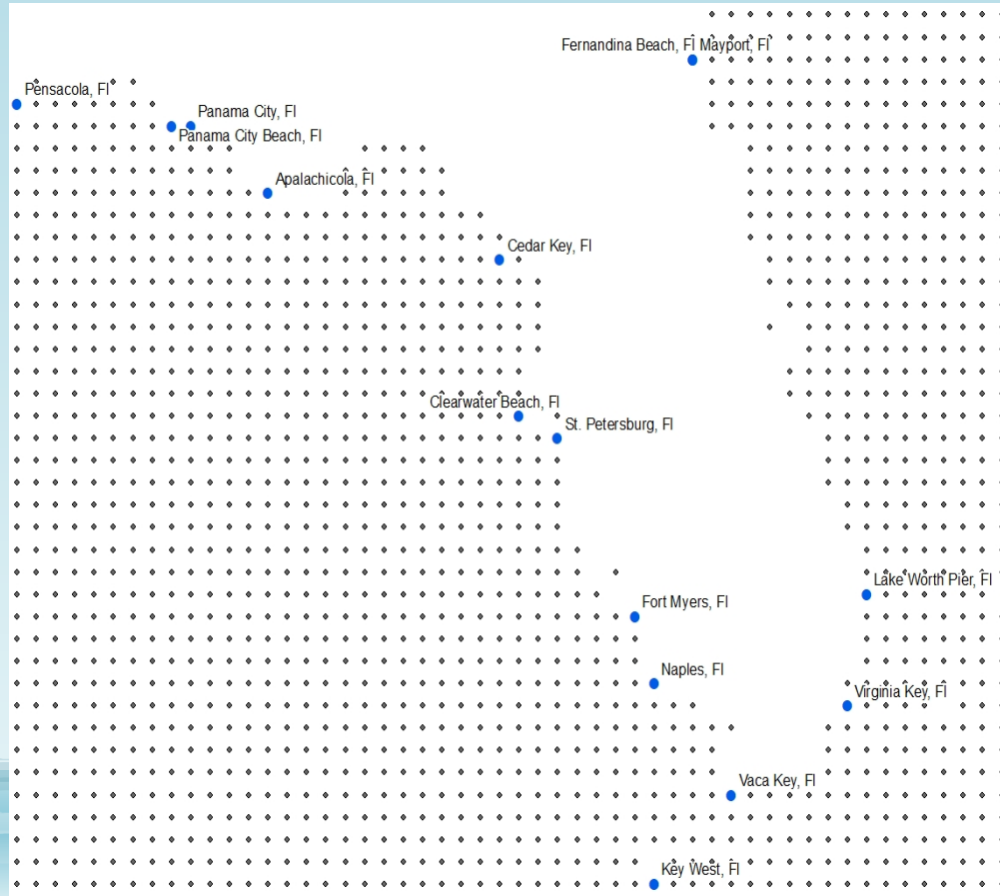 Fernandina Beach, Fl Mayport, Fl
Pensacola, Fl
Panama City, Fl
Panama City Beach, Fl
Apalachicola, Fl
Cedar Key, Fl
Clearwater Beach, Fl
St. Petersburg, Fl
Lake Worth Pier, Fl
Fort Myers, Fl
Naples, Fl
Virginia Key, Fl
Vaca Key, Fl
Key West, Fl